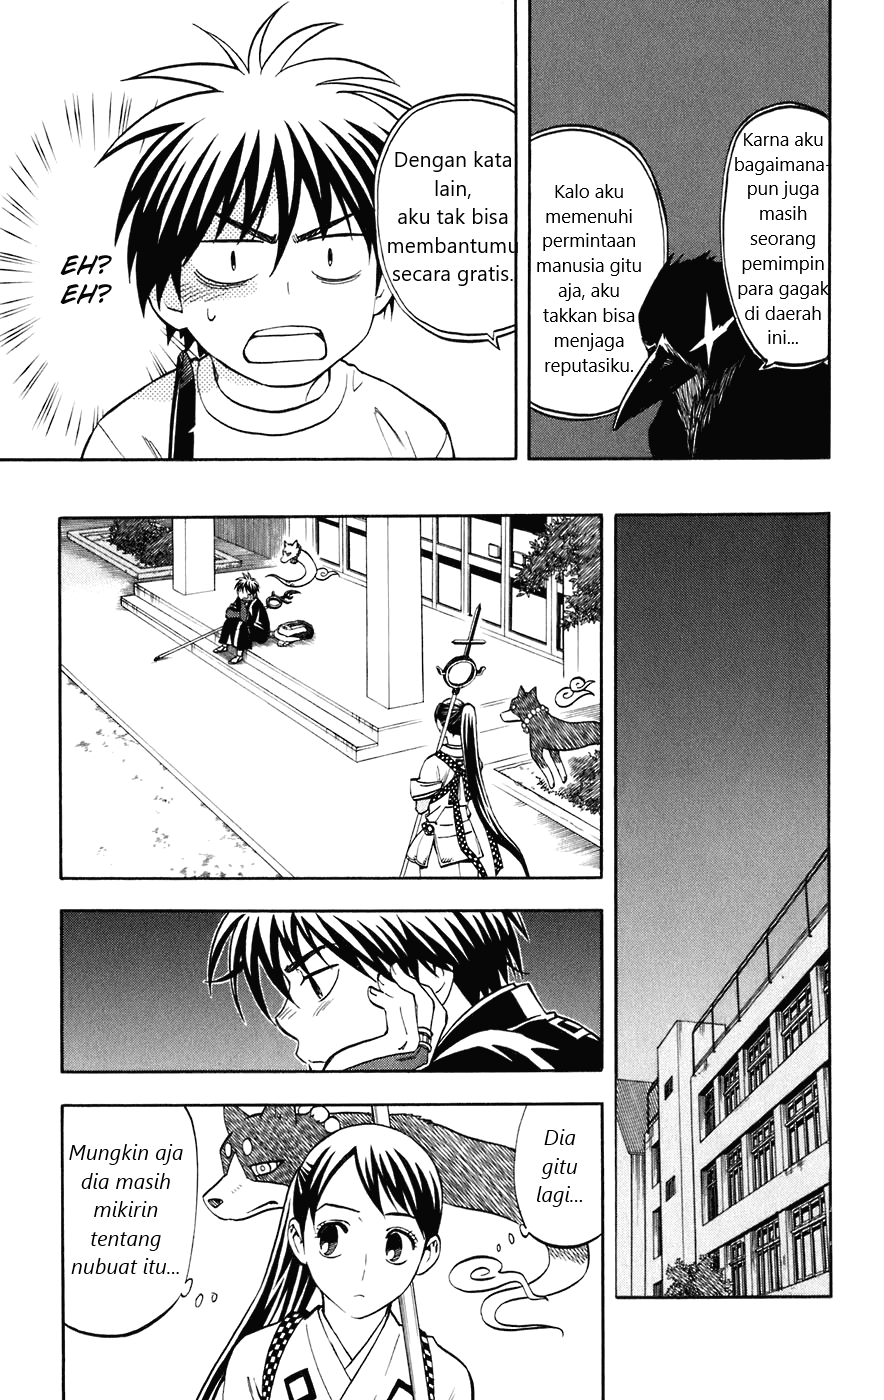 Karna aku
bagaimana-
pun juga
masih
seorang
pemimpin
para gagak
di daerah
ini...
Kalo aku
memenuhi
permintaan
manusia gitu
aja, aku
takkan bisa
menjaga
reputasiku.
Dengan kata
lain,
aku tak bisa
membantumu
secara gratis.
EH?
EH?
Dia
gitu
lagi...
Mungkin aja
dia masih
mikirin
tentang
nubuat itu...